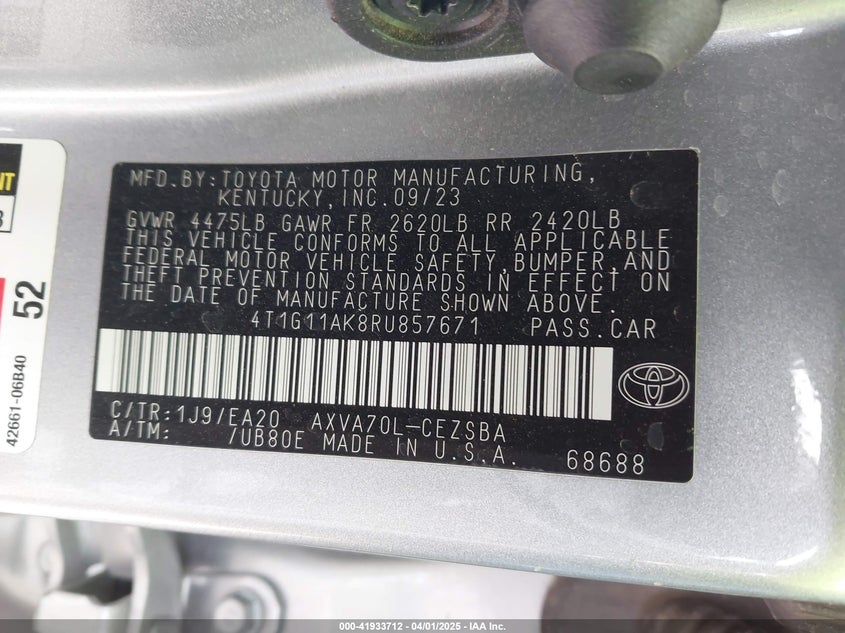 MFD.BY:TOYOTA MOTOR MANUFACTURING,
KENTUCKY,INC.09/23
GVWR 4475LB GAWR FR 2620LB RR 2420LB
THIS VEHICLE CONFORMS TO ALL APPLICABLE
FEDERAL MOTOR VEHICLE SAFETY,BUMPER,AND
THEFT PREVENTION STANDARDS IN EFFECT ON
THE DATE OF MANUFACTURE SHOWN ABOVE.
4T1G11AK8RU857671 PASS.CAR
C/TR:1J9/EA20 AXVA70L-CEZSBA
A/TM: /UB80E MADE IN U.S.A. 68688
52
42661-06B40
000-41933712 - 04/01/2025 - IAA Inc.